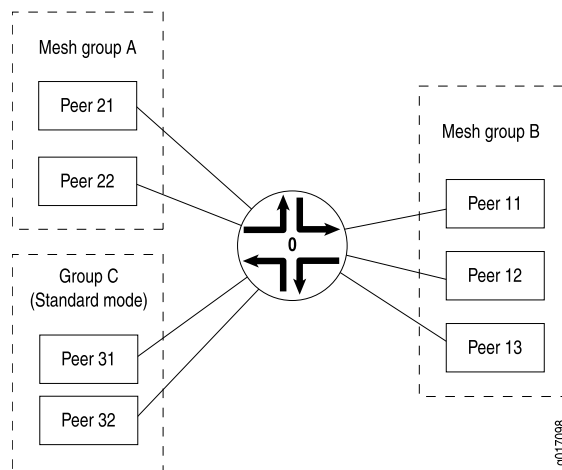 Mesh group A
Peer 21
Peer 22
Group C
(Standard mode)
Peer 31
Peer 32
0
Mesh group B
Peer 11
Peer 12
Peer 13
g017098